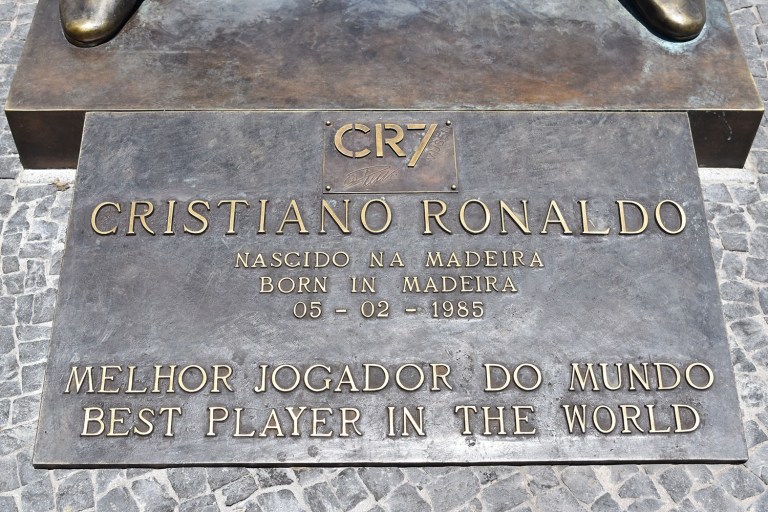 CR7
CRISTIANO RONALDO
NASCIDO NA MADEIRA
BORN IN MADEIRA
05 - 02 - 1985
MELHOR JOGADOR DO MUNDO
BEST PLAYER IN THE WORLD